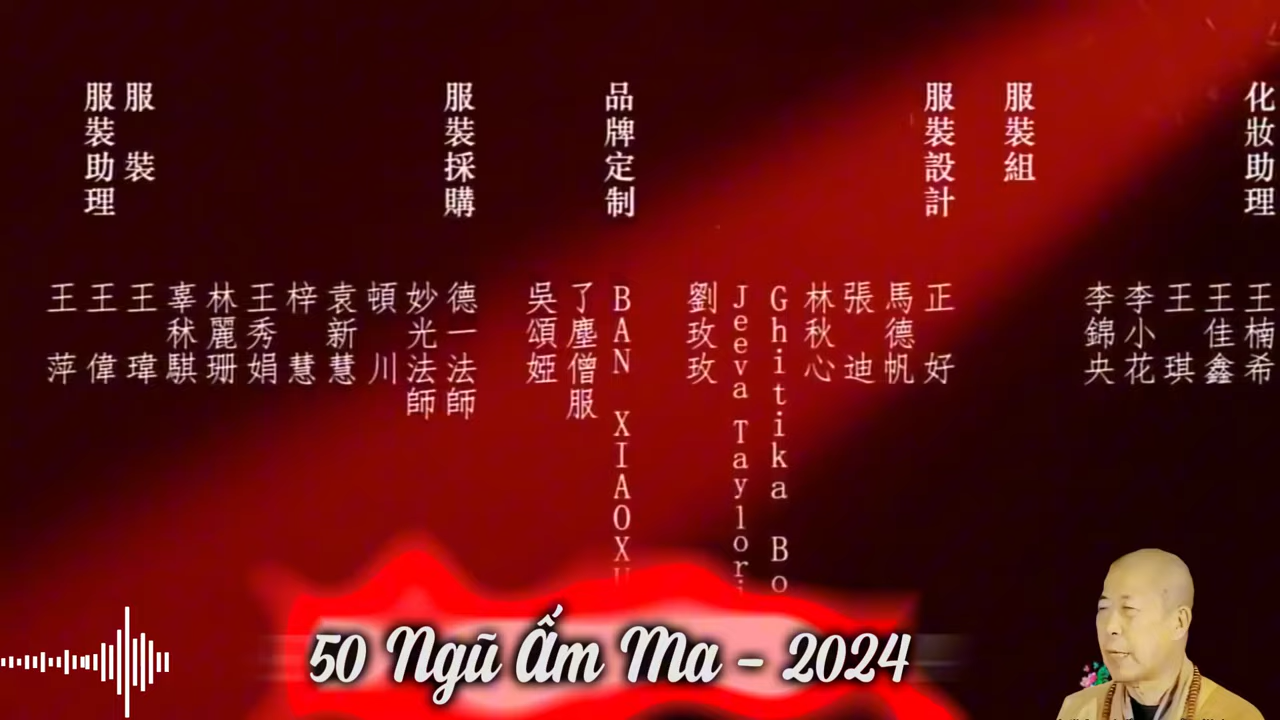 化妝助理
王楠希
王佳鑫
王琪
李小花
李錦央
服裝組
服裝設計
正好
馬德帆
張迪
林秋心
Ghitika Bo
Jeeva Taylori
劉玫玫
品牌定制
BAN XIAOXU
了塵僧服
吳頌婭
服裝採購
德一法師
妙光法師
頓川
袁新慧
梓慧
王秀娟
林麗珊
辜秝騏
服裝
王瑋
服裝助理
王偉
王萍
50 Ngũ Ấm Ma - 2024